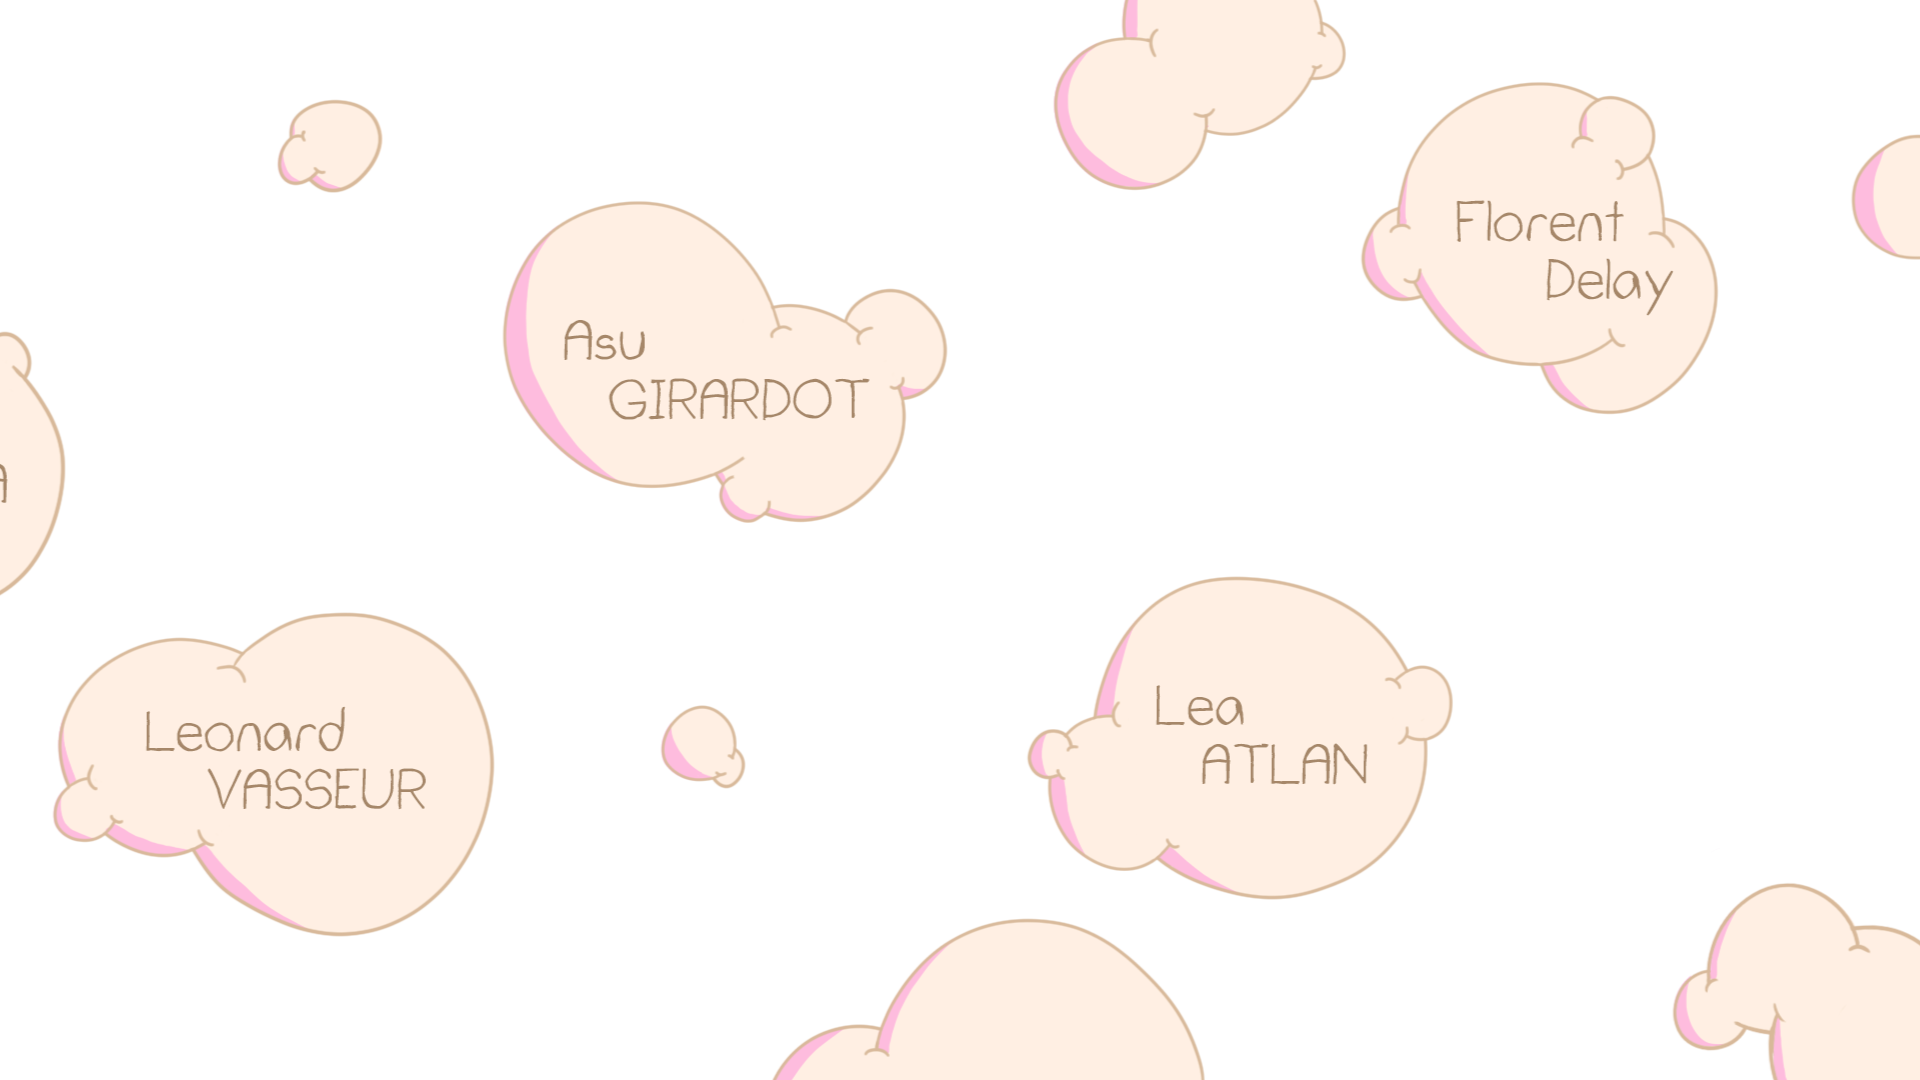 Florent
Delay
Asu
GIRARDOT
Leonard
VASSEUR
Lea
ATLAN